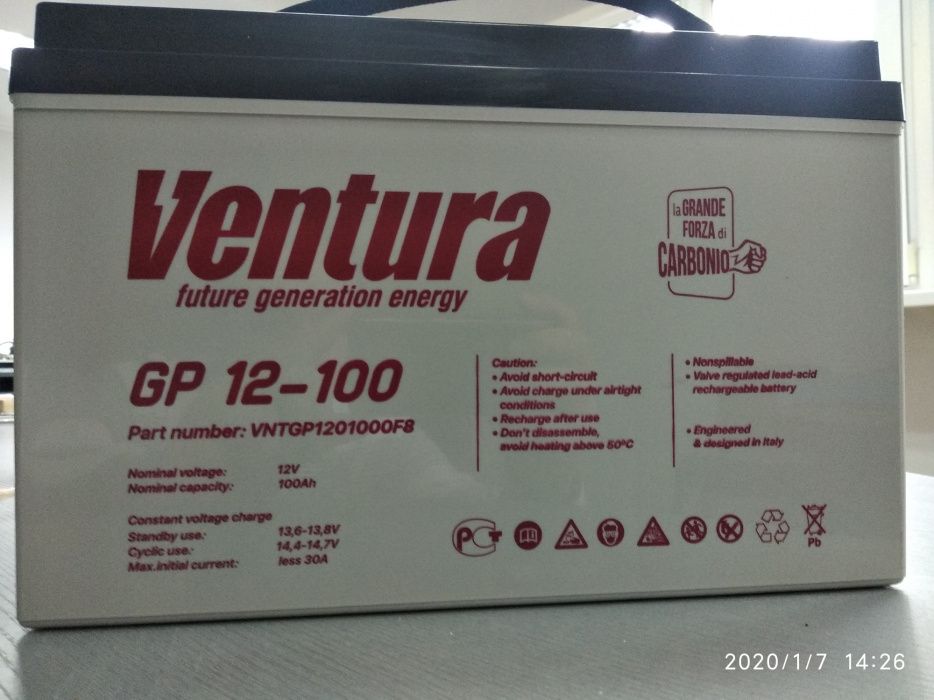 Ventura
future generation energy
la GRANDE
FORZA di
CARBONIO
GP 12-100
Part number: VNTGP1201000F8
Nominal voltage: 12V
Nominal capacity: 100Ah
Constant voltage charge
Standby use: 13,6-13,8V
Cyclic use: 14,4-14,7V
Max.initial current: less 30A
Caution:
• Avoid short-circuit
• Avoid charge under airtight
conditions
• Recharge after use
• Don't disassemble,
avoid heating above 50ºC
• Nonspillable
• Valve regulated lead-acid
rechargeable battery
• Engineered
& designed in Italy
PCT
Pb
2020/1/7 14:26